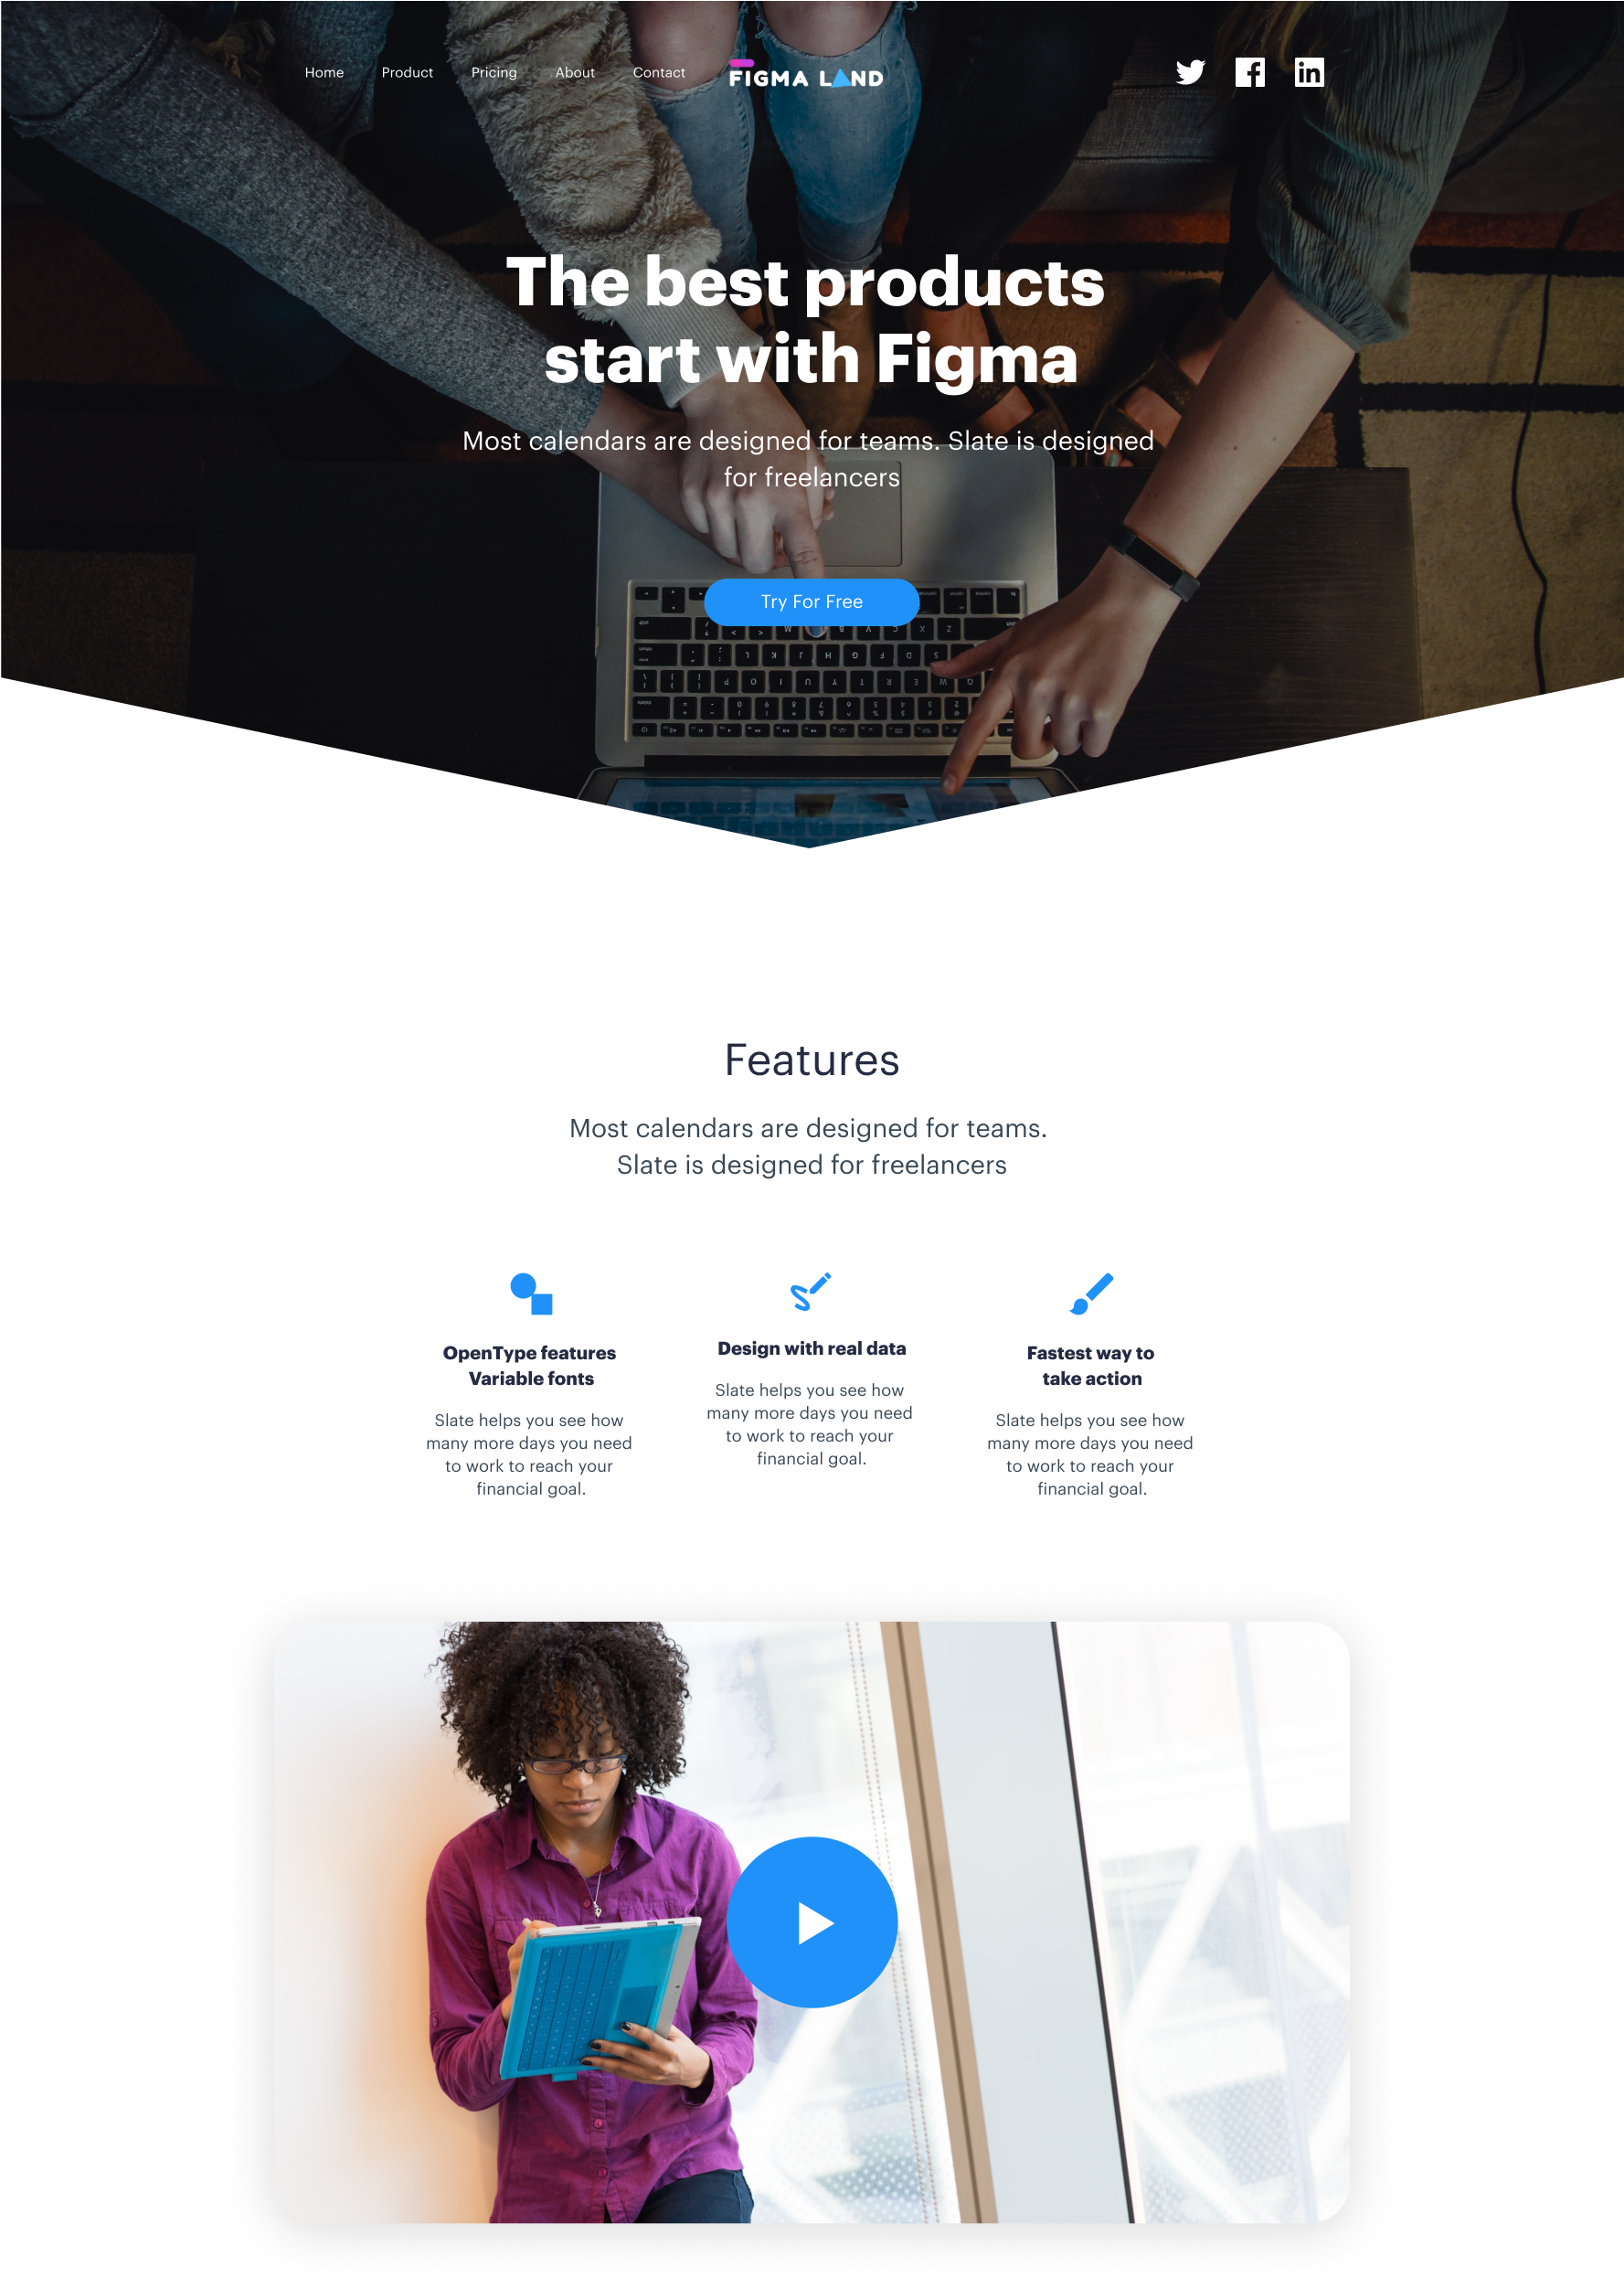 Home Product Pricing About Contact FIGMA LAND
The best products
start with Figma
Most calendars are designed for teams. Slate is designed
for freelancers
Try For Free
Features
Most calendars are designed for teams.
Slate is designed for freelancers
OpenType features
Variable fonts
Slate helps you see how
many more days you need
to work to reach your
financial goal.
Design with real data
Slate helps you see how
many more days you need
to work to reach your
financial goal.
Fastest way to
take action
Slate helps you see how
many more days you need
to work to reach your
financial goal.